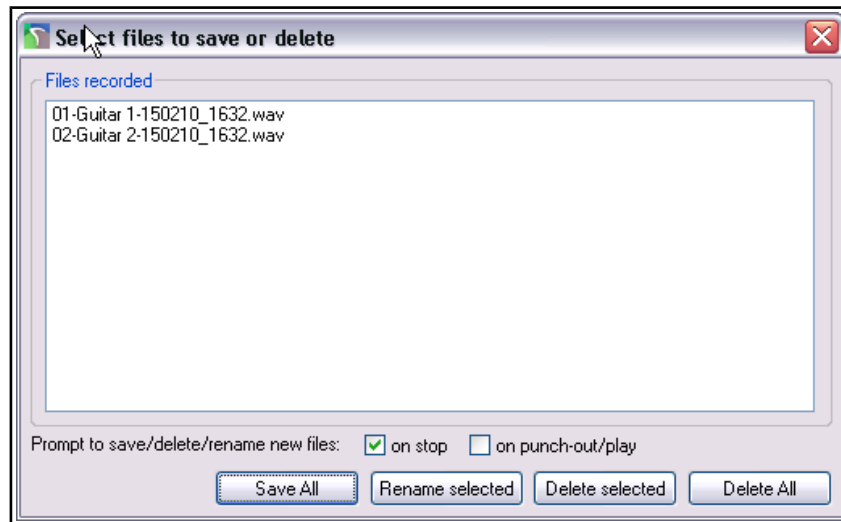 Select files to save or delete
Files recorded
01-Guitar 1-150210_1632.wav
02-Guitar 2-150210_1632.wav
Prompt to save/delete/rename new files: on stop on punch-out/play
Save All Rename selected Delete selected Delete All